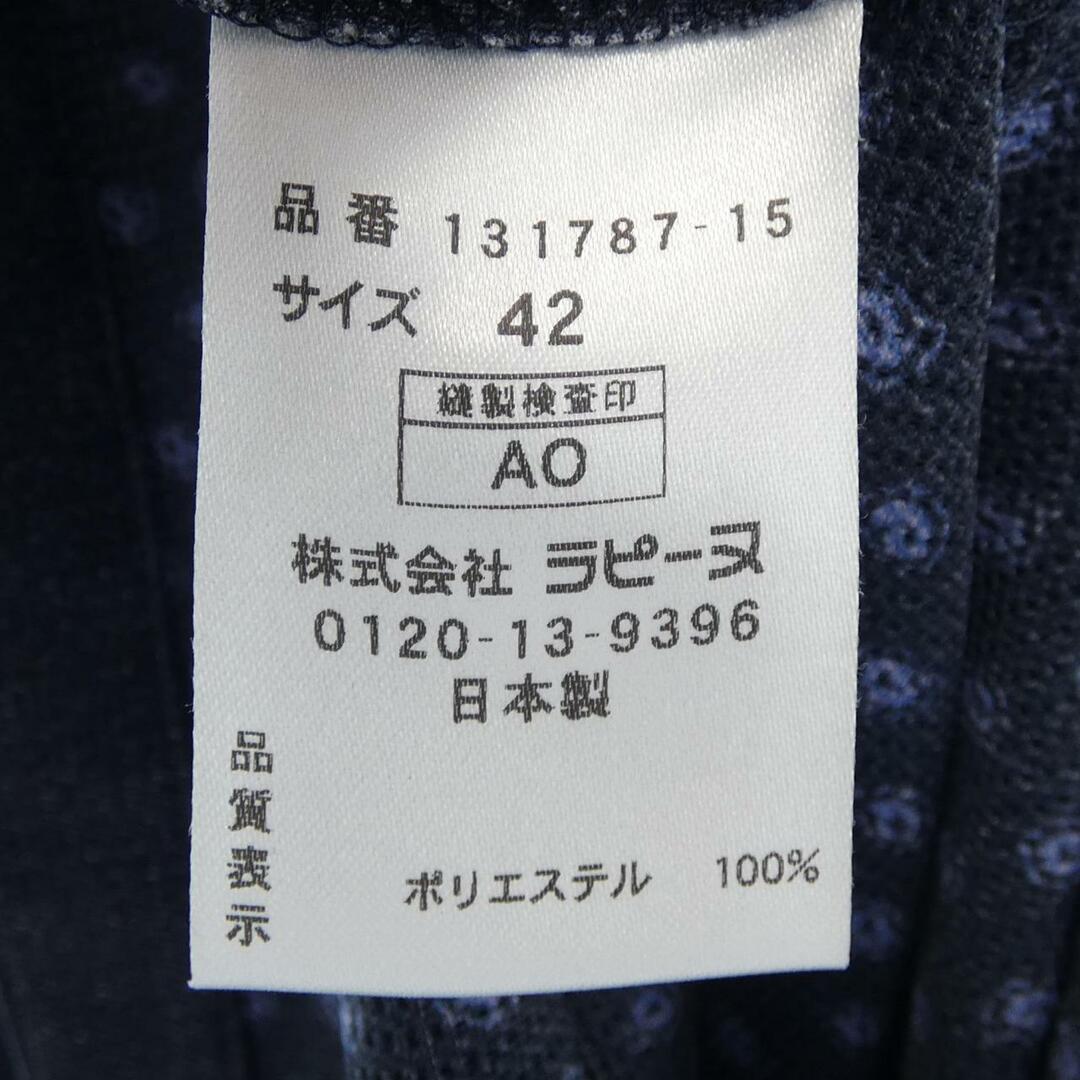 品番 131787-15
サイズ 42
縫製検査印
AO
株式会社 ラピーヌ
0120-13-9396
日本製
品質表示
ポリエステル 100%